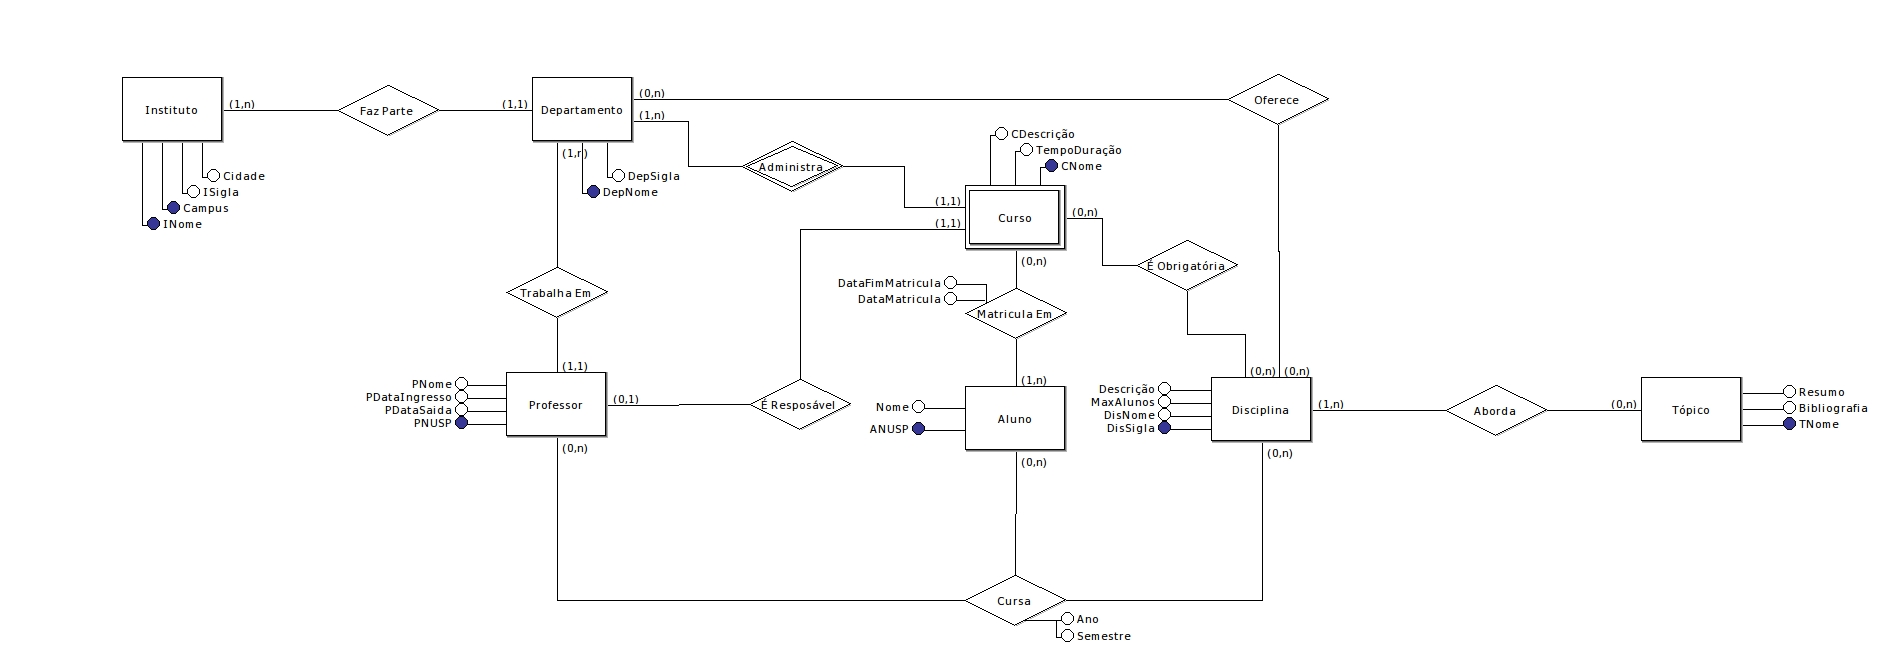 Instituto
(1,n)
Faz Parte
(1,1)
Departamento
(0,n)
(1,n)
Oferece
Cidade
ISigla
Campus
INome
(1,n)
DepSigla
DepNome
Administra
CDescrição
TempoDuração
CNome
(1,1)
(1,1)
Curso
(0,n)
(0,n)
É Obrigatória
Trabalha Em
DataFimMatricula
DataMatricula
Matricula Em
(1,1)
PNome
PDataIngresso
PDataSaida
PNUSP
Professor
(0,1)
É Resposável
(1,n)
Nome
ANUSP
Aluno
(0,n)
(0,n)
Descrição
MaxAlunos
DisNome
DisSigla
Disciplina
(1,n)
Aborda
(0,n)
Tópico
Resumo
Bibliografia
TNome
(0,n)
(0,n)
(0,n)
Cursa
Ano
Semestre